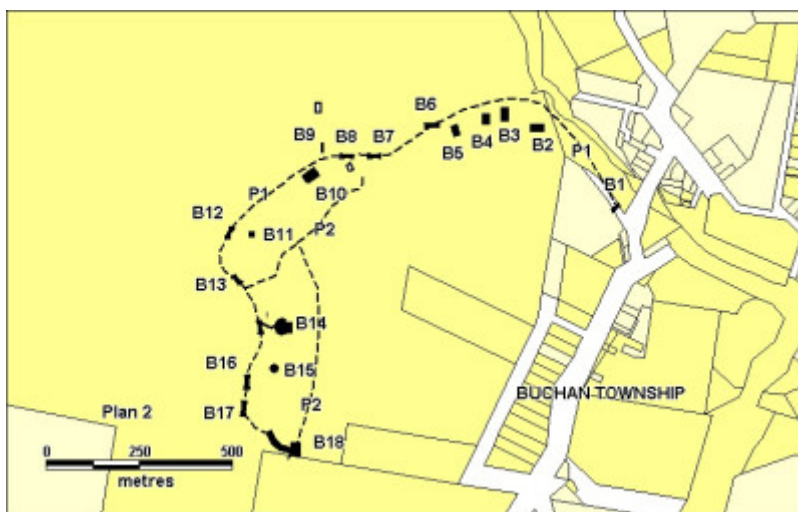 B6
B9
B8
B7
B5
B4
B3
B2
P1
B1
P1
B10
B12
B11
P2
B13
B14
B16
B15
BUCHAN TOWNSHIP
Plan 2
B17
P2
B18
0 250 500
metres